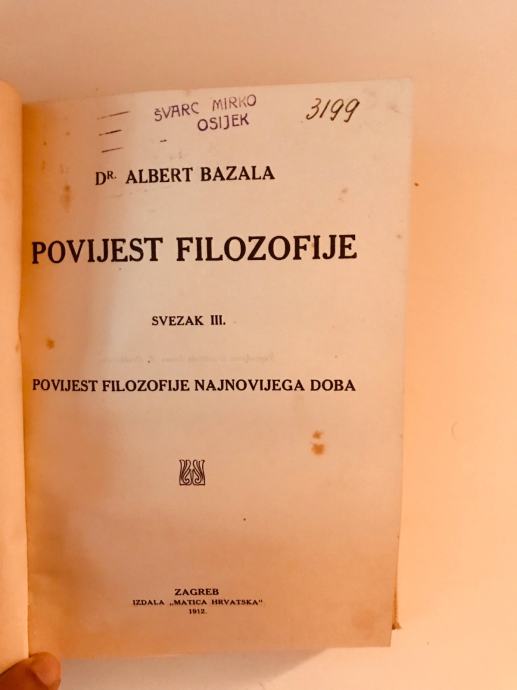 ŠVARC MIRKO
OSIJEK
3199
DR. ALBERT BAZALA
POVIJEST FILOZOFIJE
SVEZAK III.
POVIJEST FILOZOFIJE NAJNOVIJEGA DOBA
ZAGREB
IZDALA „MATICA HRVATSKA"
1912.